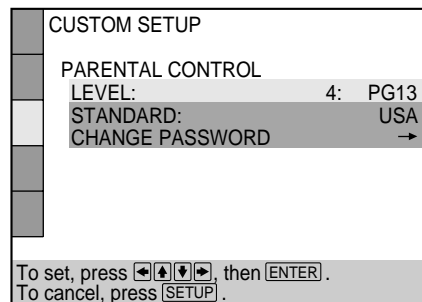 CUSTOM SETUP
PARENTAL CONTROL
LEVEL: 4: PG13
STANDARD: USA
CHANGE PASSWORD →
To set, press ←↑↓→, then ENTER.
To cancel, press SETUP.